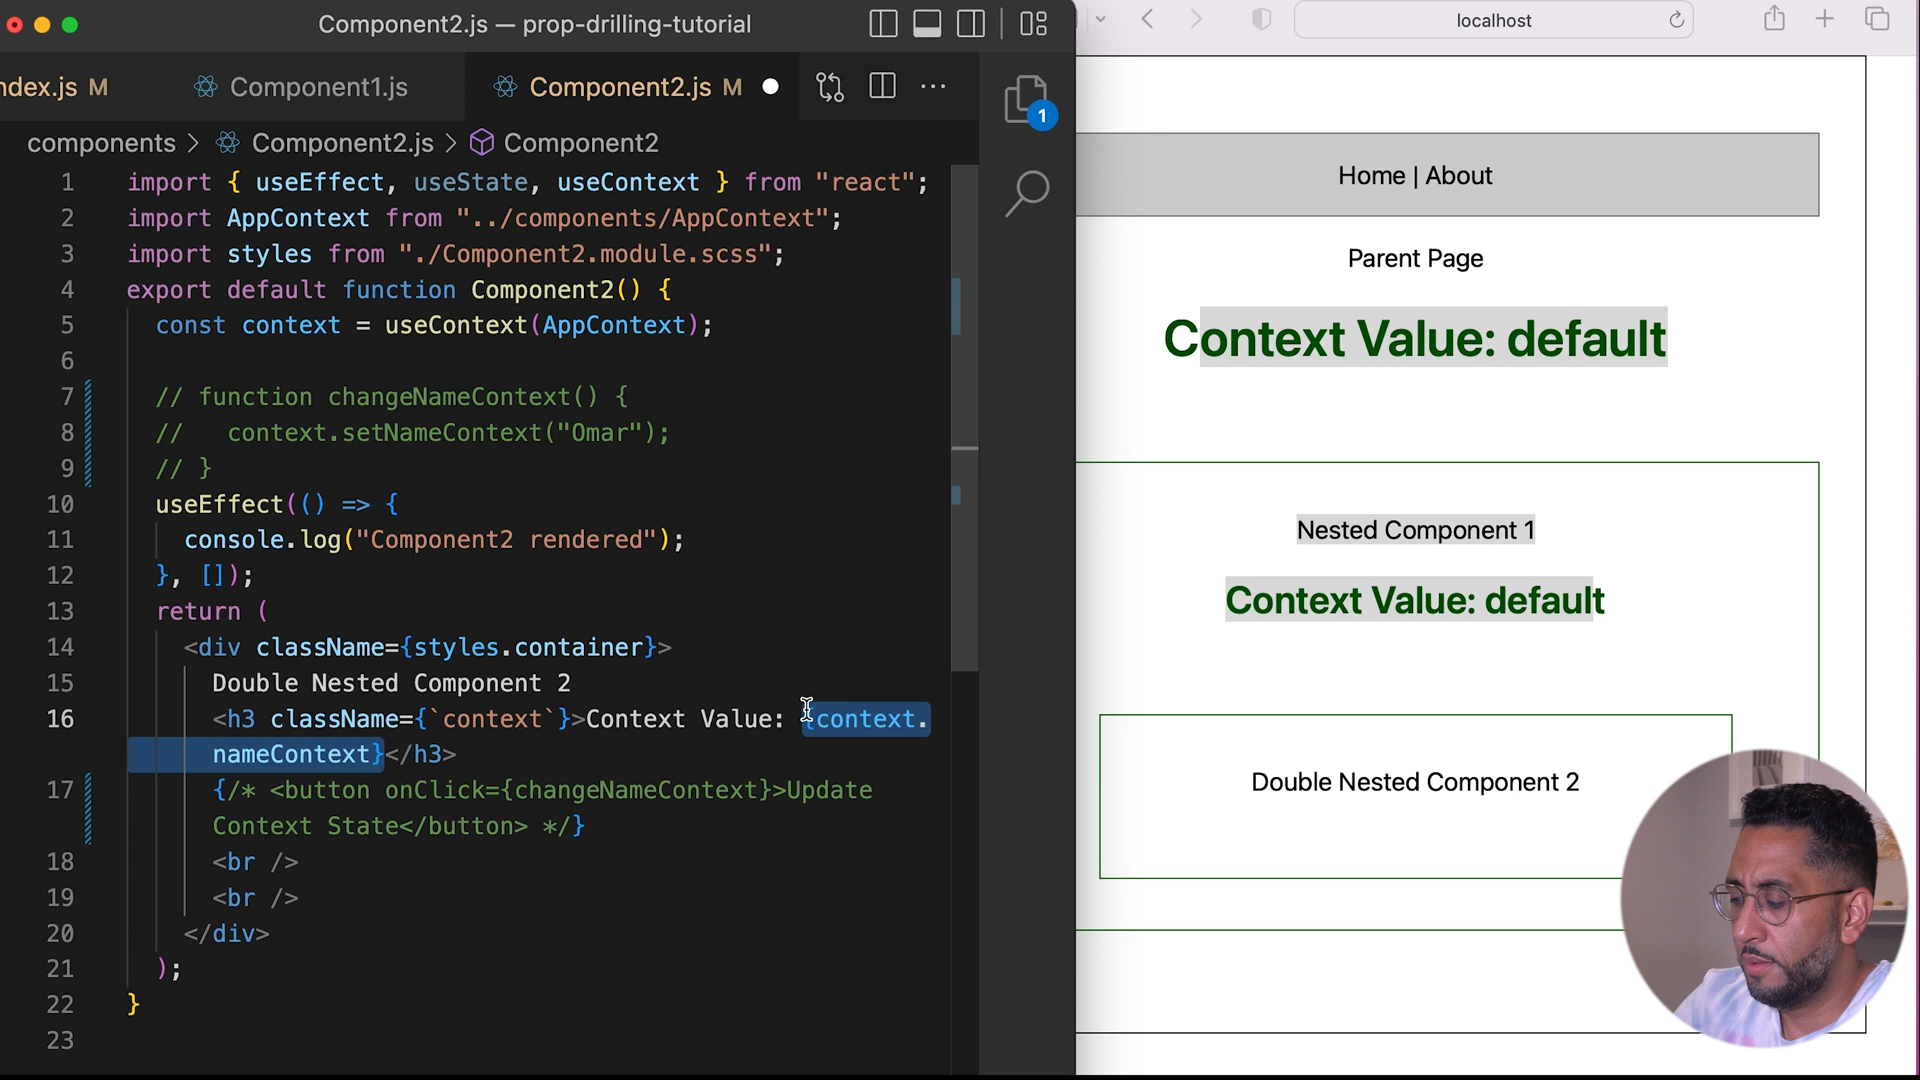 Component2.js — prop-drilling-tutorial
localhost
ndex.js M
Component1.js
Component2.js M
1
components > Component2.js > Component2
1 import { useEffect, useState, useContext } from "react";
2 import AppContext from "../components/AppContext";
3 import styles from "./Component2.module.scss";
4 export default function Component2() {
5 const context = useContext(AppContext);
6
7 // function changeNameContext() {
8 //   context.setNameContext("Omar");
9 // }
10 useEffect(() => {
11 console.log("Component2 rendered");
12 }, []);
13 return (
14 <div className={styles.container}>
15 Double Nested Component 2
16 <h3 className={`context`}>Context Value: {context.
nameContext}</h3>
17 {/* <button onClick={changeNameContext}>Update
Context State</button> */}
18 <br />
19 <br />
20 </div>
21 );
22 }
23
Home | About
Parent Page
Context Value: default
Nested Component 1
Context Value: default
Double Nested Component 2